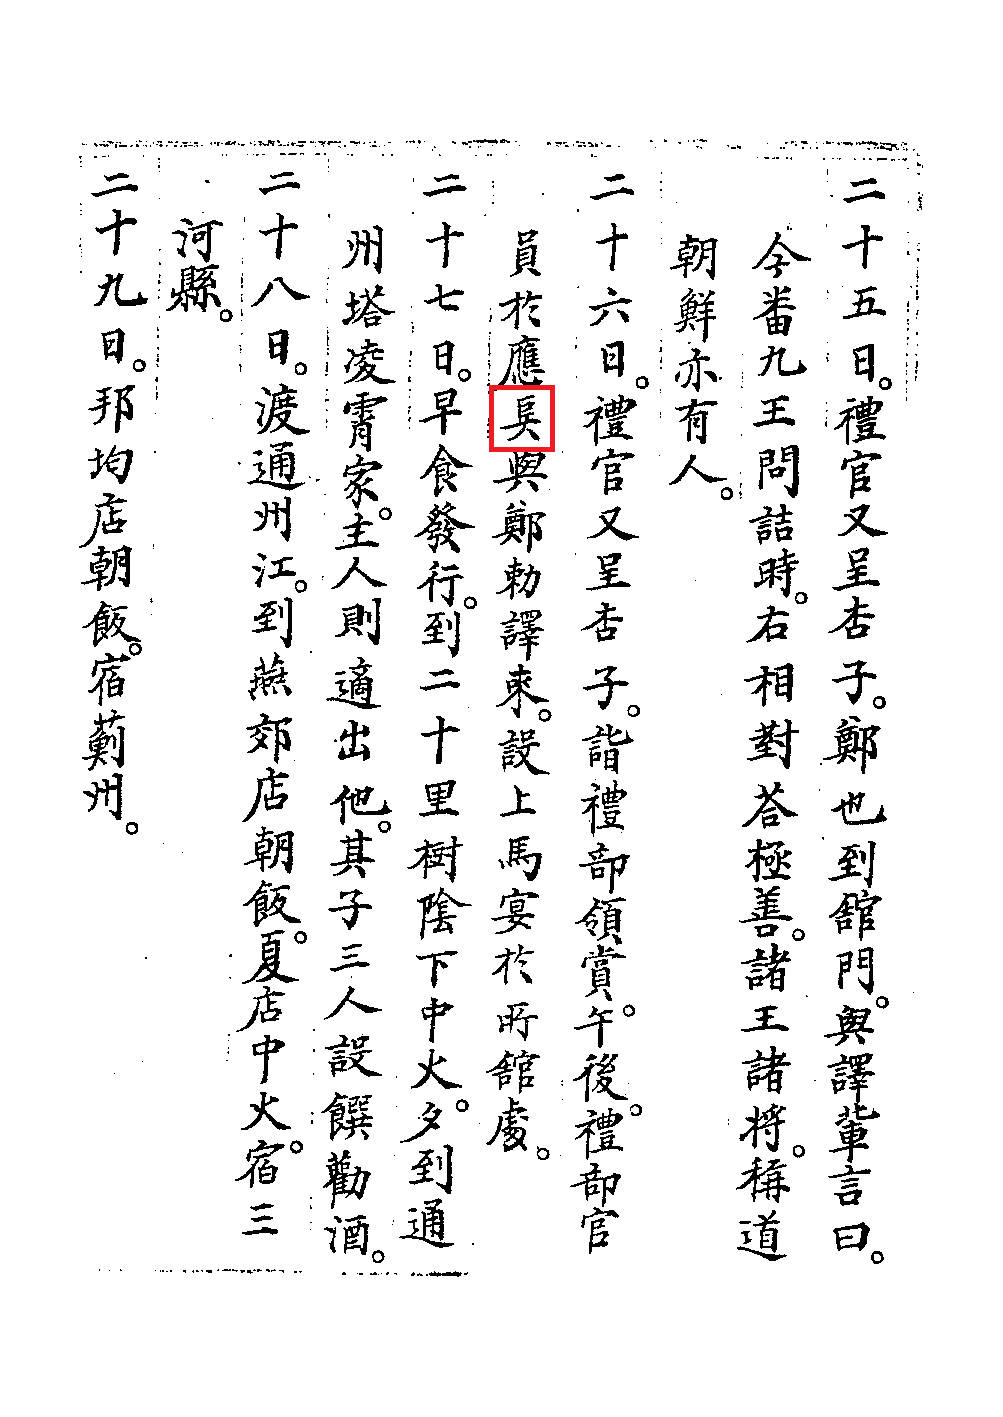 二十五日。禮官又呈杏子。鄭也到舘門。與譯輩言曰。
今番九王問詰時。右相對荅極善。諸王諸將。稱道
朝鮮亦有人。
二十六日。禮官又呈杏子。詣禮部領賞。午後。禮部官
員於應吳與鄭勅譯來。設上馬宴於所舘處。
二十七日。早食發行。到二十里樹陰下中火。夕到通
州塔凌霄家。主人則適出他。其子三人設饌勸酒。
二十八日。渡通州江。到燕郊店朝飯。夏店中火。宿三
河縣。
二十九日。邦均店朝飯。宿薊州。